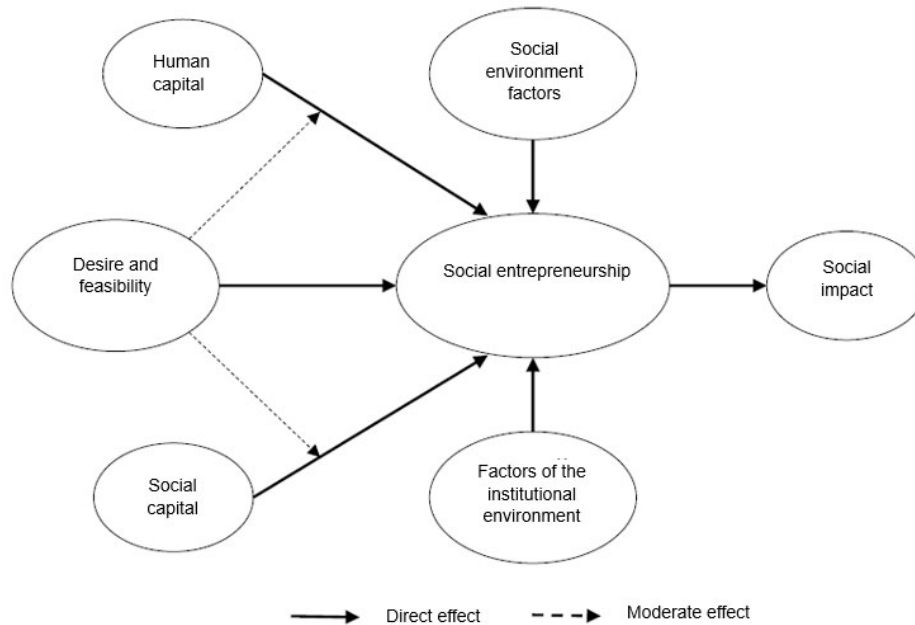 Human
capital
Social
environment
factors
Desire and
feasibility
Social entrepreneurship
Social
impact
Social
capital
Factors of the
institutional
environment
Direct effect
Moderate effect